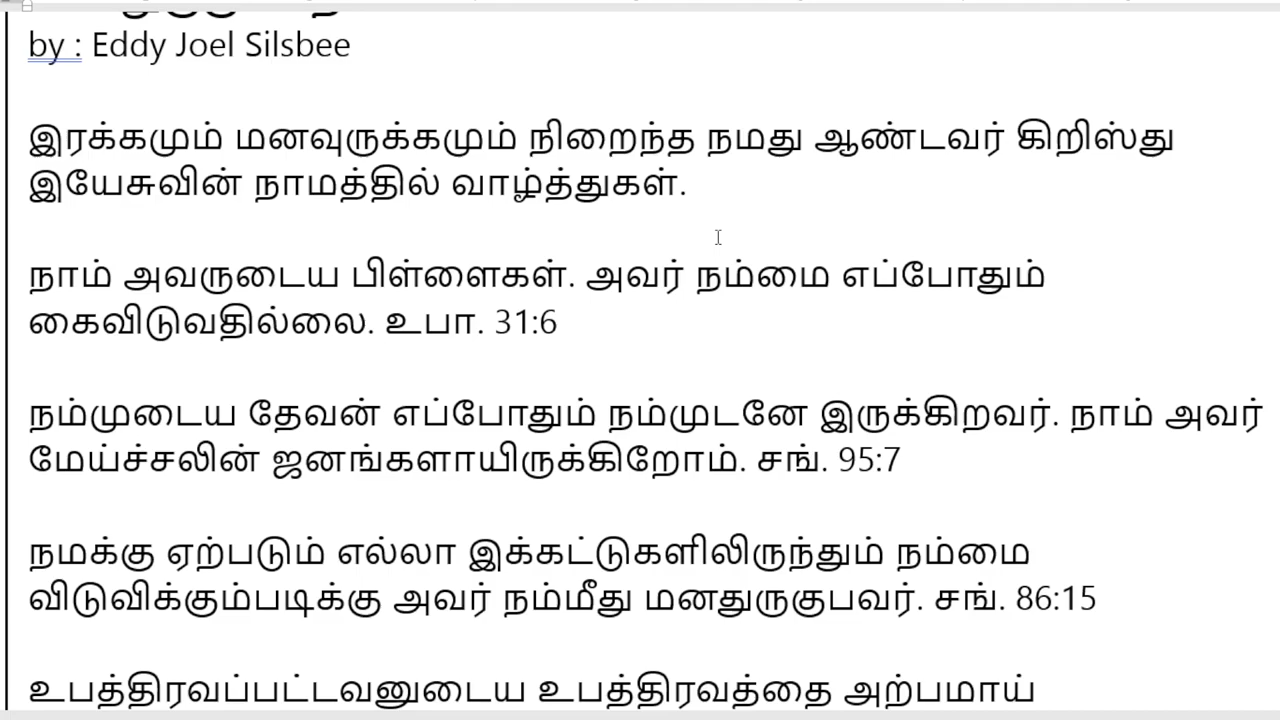 by : Eddy Joel Silsbee
இரக்கமும் மனவுருக்கமும் நிறைந்த நமது ஆண்டவர் கிறிஸ்து
இயேசுவின் நாமத்தில் வாழ்த்துகள்.
நாம் அவருடைய பிள்ளைகள். அவர் நம்மை எப்போதும்
கைவிடுவதில்லை. உபா. 31:6
நம்முடைய தேவன் எப்போதும் நம்முடனே இருக்கிறவர். நாம் அவர்
மேய்ச்சலின் ஜனங்களாயிருக்கிறோம். சங். 95:7
நமக்கு ஏற்படும் எல்லா இக்கட்டுகளிலிருந்தும் நம்மை
விடுவிக்கும்படிக்கு அவர் நம்மீது மனதுருகுபவர். சங். 86:15
உபத்திரவப்பட்டவனுடைய உபத்திரவத்தை அற்பமாய்